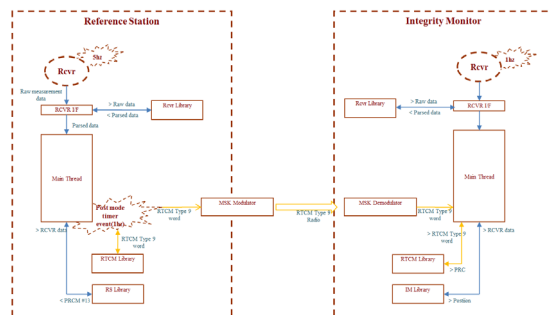 Reference Station
5hz
Rcvr
Raw measurement
data
RCVR I/F
> Raw data
< Parsed data
Rcvr Library
Parsed data
Main Thread
Fast mode
timer
event(1hz)
RTCM Type 9
word
MSK Modulator
RTCM Type 9
Radio
> RCVR data
RTCM Type 9
word
RTCM Library
< PRCM #11
RS Library
Integrity Monitor
1hz
Rcvr
Rcvr Library
> Raw data
< Parsed data
RCVR I/F
Main Thread
MSK Demodulator
RTCM Type 9
word
> RTCM Type 9
word
> RCVR data
RTCM Library
> PRC
IM Library
> Position